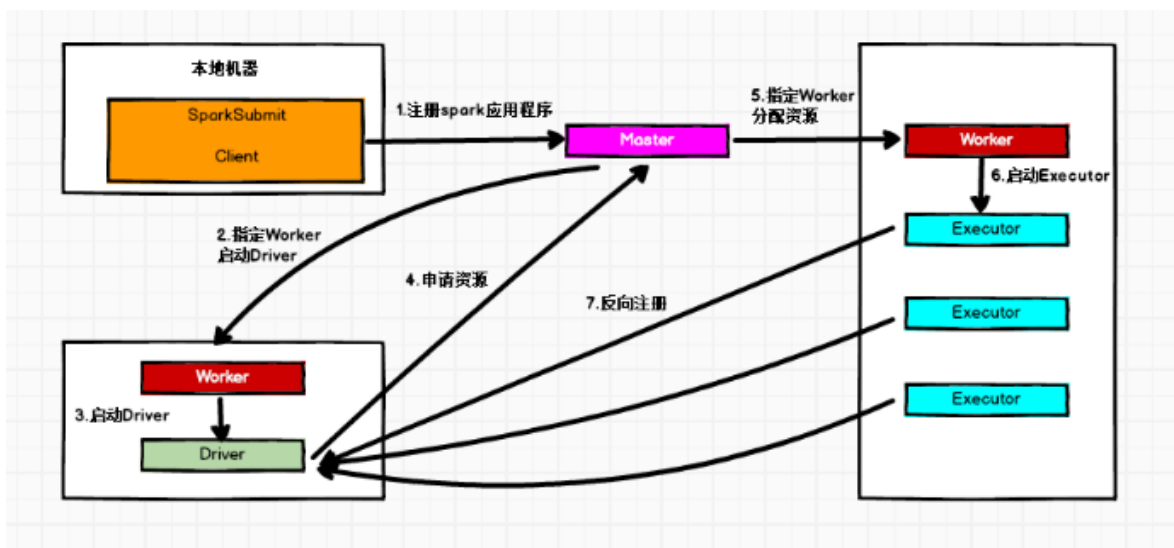 本地机器
SparkSubmit
Client
1.注册spark应用程序
Master
5.指定Worker
分配资源
Worker
6.启动Executor
Executor
2.指定Worker
启动Driver
4.申请资源
7.反向注册
Executor
Worker
3.启动Driver
Executor
Driver